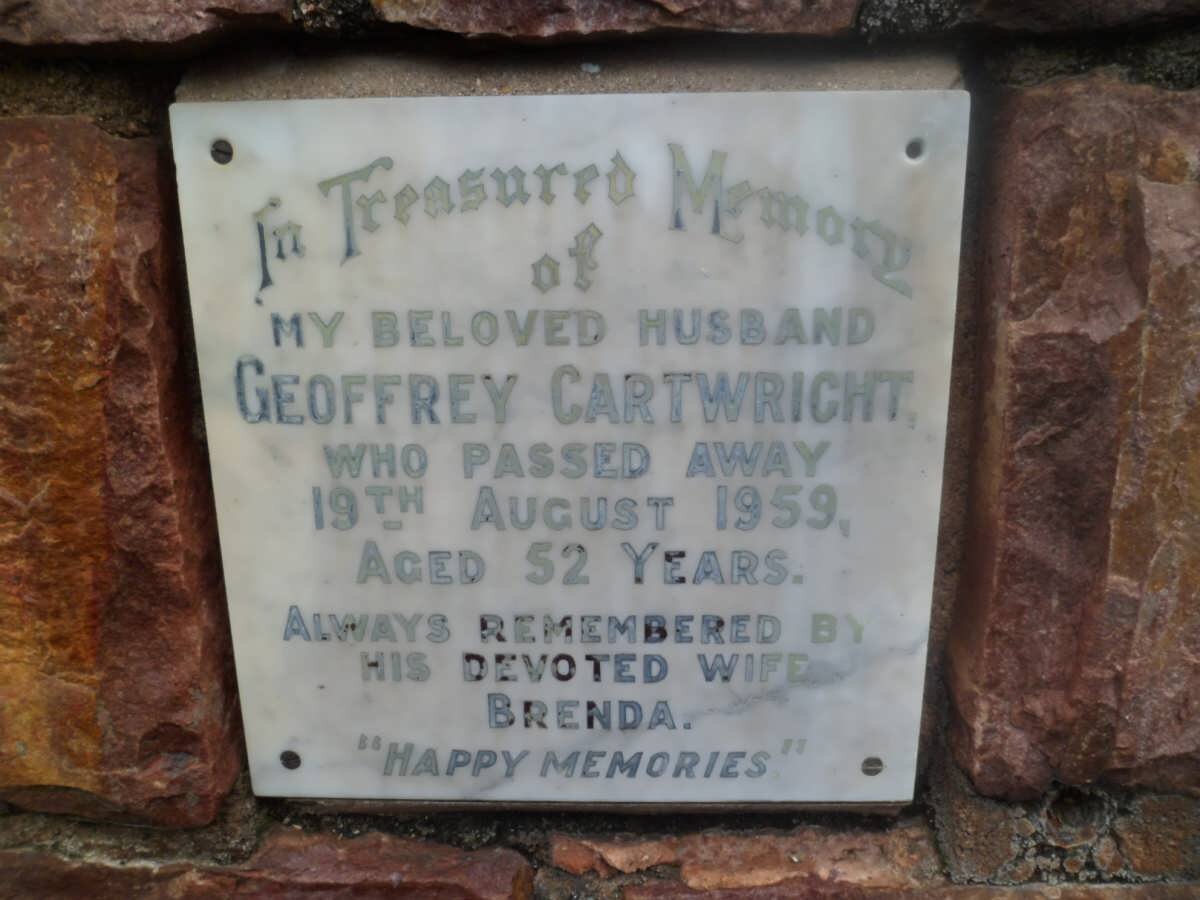 In Treasured Memory
of
MY BELOVED HUSBAND
GEOFFREY CARTWRIGHT,
WHO PASSED AWAY
19TH AUGUST 1959,
AGED 52 YEARS.
ALWAYS REMEMBERED BY
HIS DEVOTED WIFE
BRENDA.
"HAPPY MEMORIES."